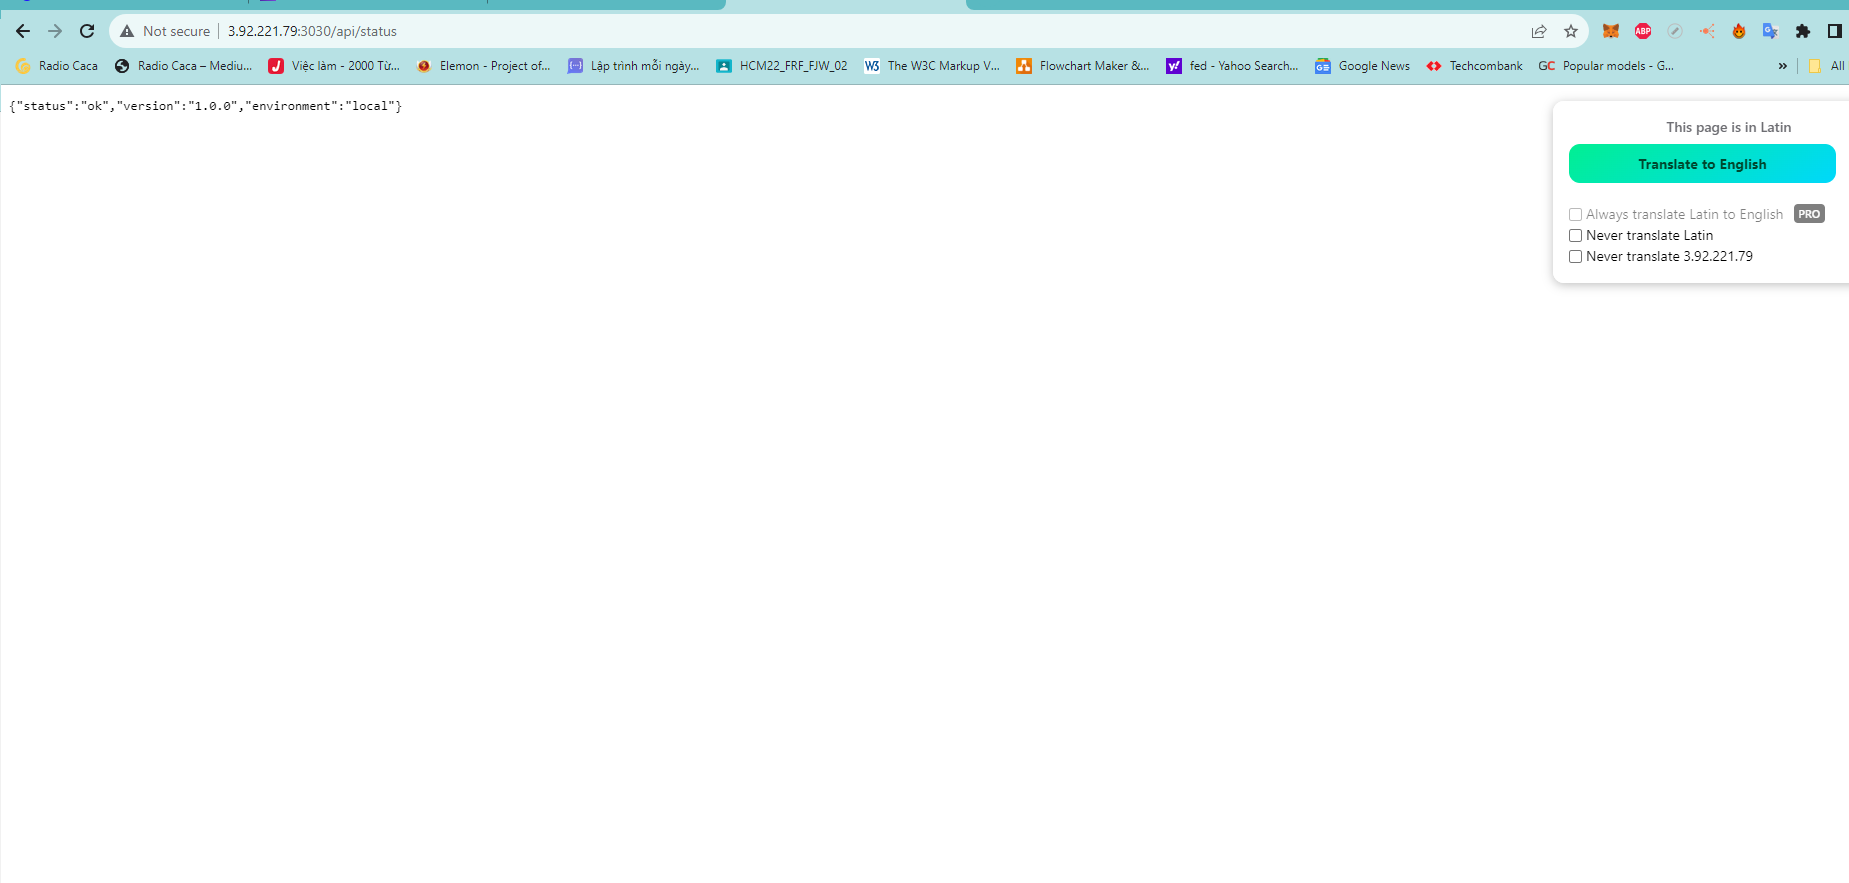 Not secure 3.92.221.79:3030/api/status
ABP
Radio Caca Radio Caca – Mediu... Việc làm - 2000 Từ... Elemon - Project of... Lập trình mỗi ngày... HCM22_FRF_FJW_02 W3 The W3C Markup V... Flowchart Maker &... fed - Yahoo Search... Google News Techcombank GC Popular models - G... » All
{"status":"ok","version":"1.0.0","environment":"local"}
This page is in Latin
Translate to English
Always translate Latin to English PRO
Never translate Latin
Never translate 3.92.221.79